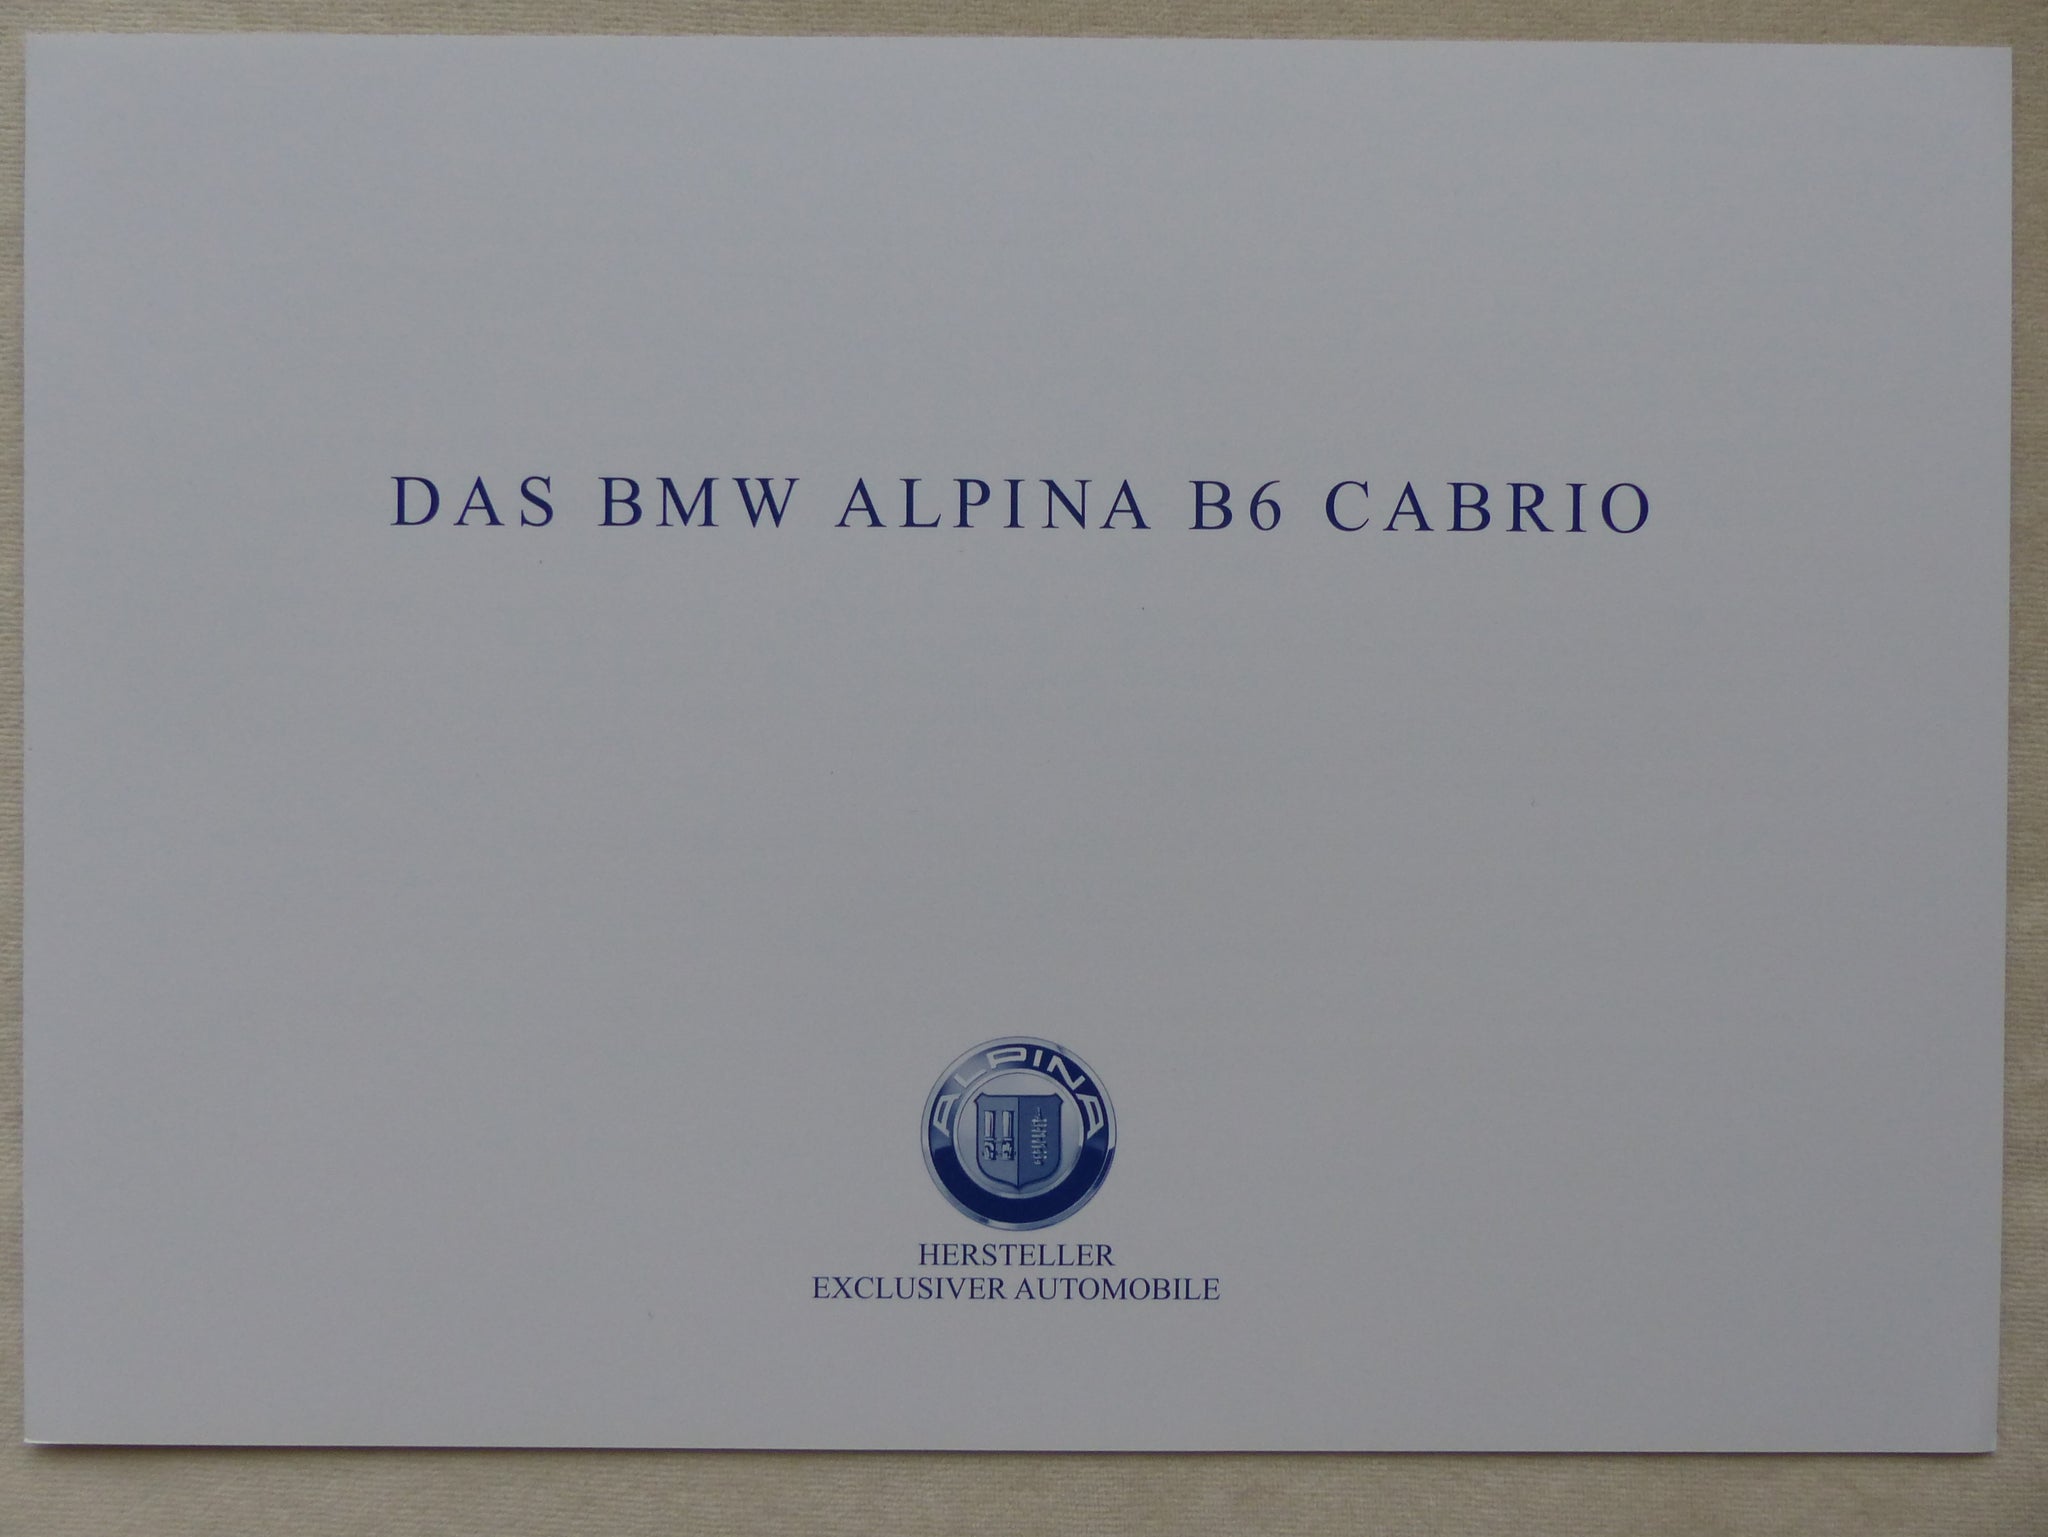 DAS BMW ALPINA B6 CABRIO
ALPINA
HERSTELLER
EXCLUSIVER AUTOMOBILE